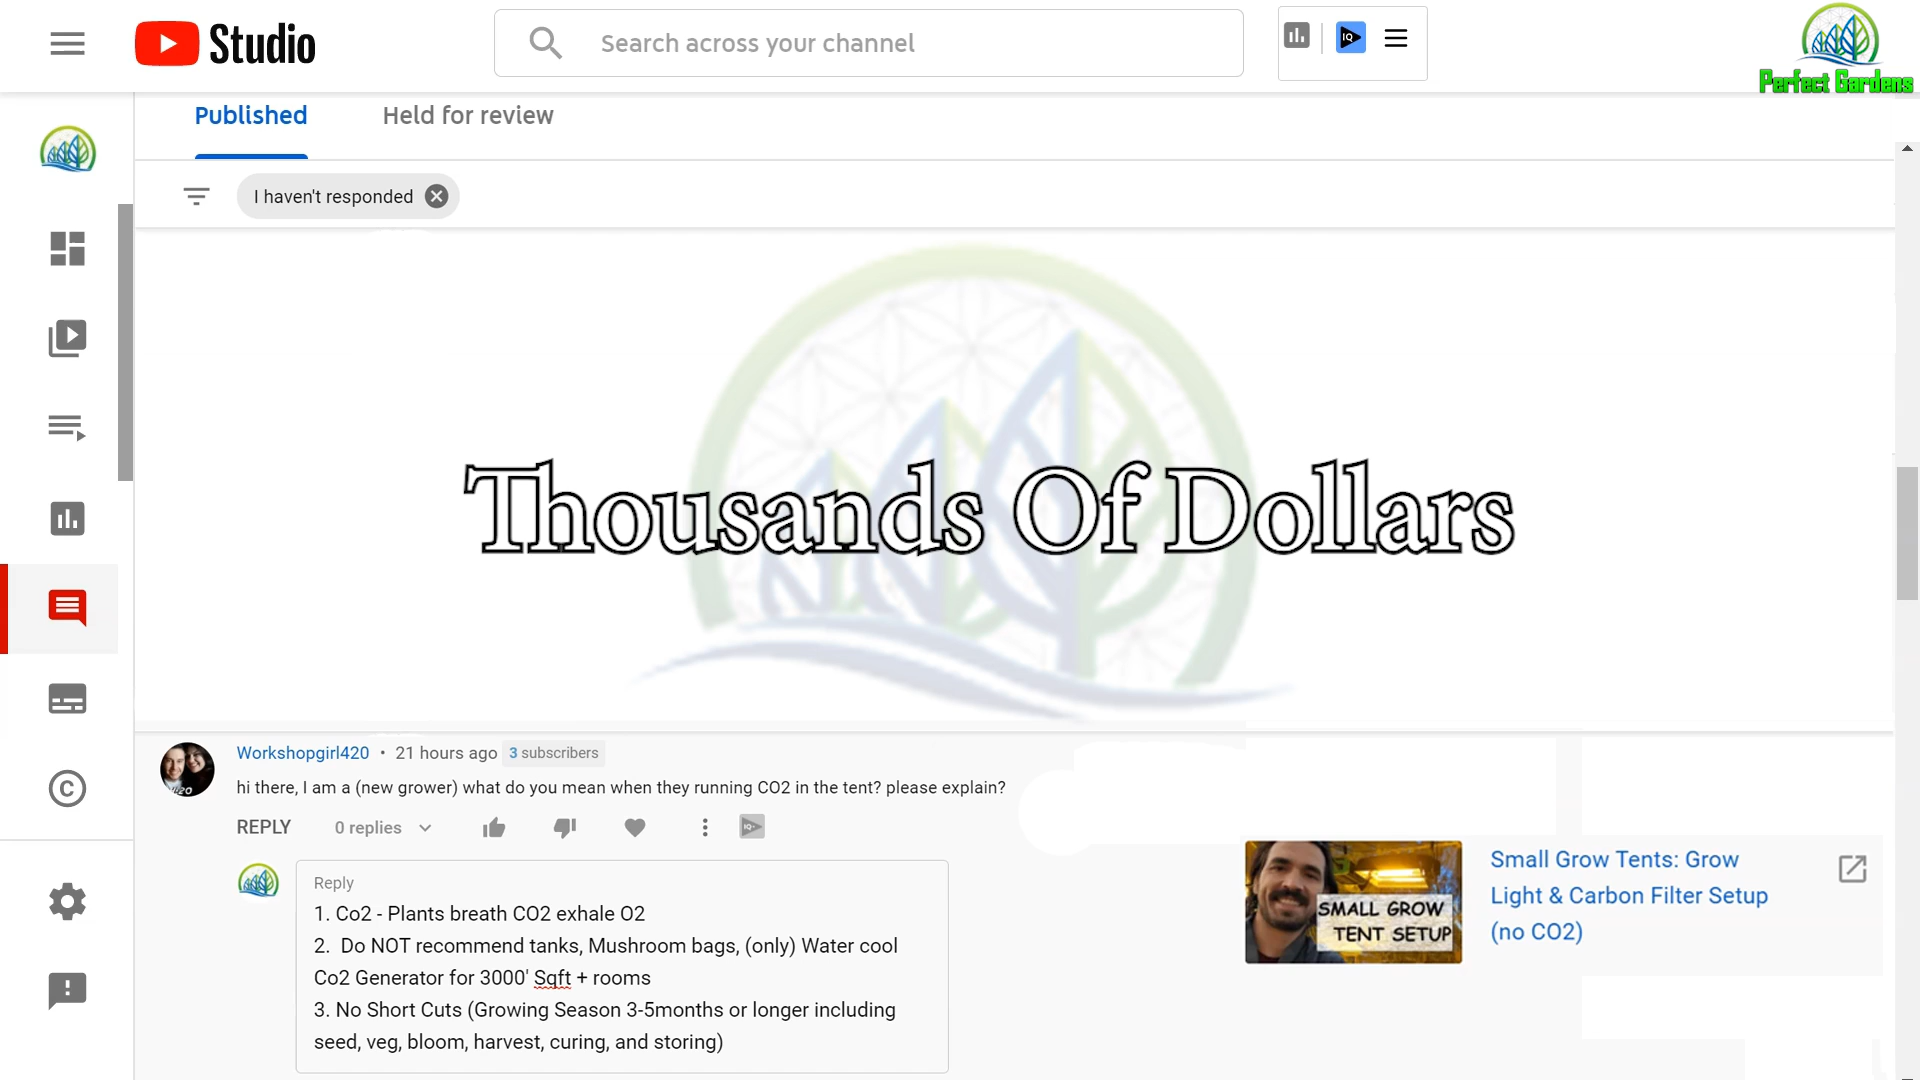 Studio
Search across your channel
IQ
Perfect Gardens
Published
Held for review
I haven't responded
Thousands Of Dollars
Workshopgirl420 • 21 hours ago 3 subscribers
hi there, I am a (new grower) what do you mean when they running CO2 in the tent? please explain?
REPLY 0 replies
Reply
1. Co2 - Plants breath CO2 exhale O2
2.  Do NOT recommend tanks, Mushroom bags, (only) Water cool
Co2 Generator for 3000' Sqft + rooms
3. No Short Cuts (Growing Season 3-5months or longer including
seed, veg, bloom, harvest, curing, and storing)
SMALL GROW
TENT SETUP
Small Grow Tents: Grow
Light & Carbon Filter Setup
(no CO2)